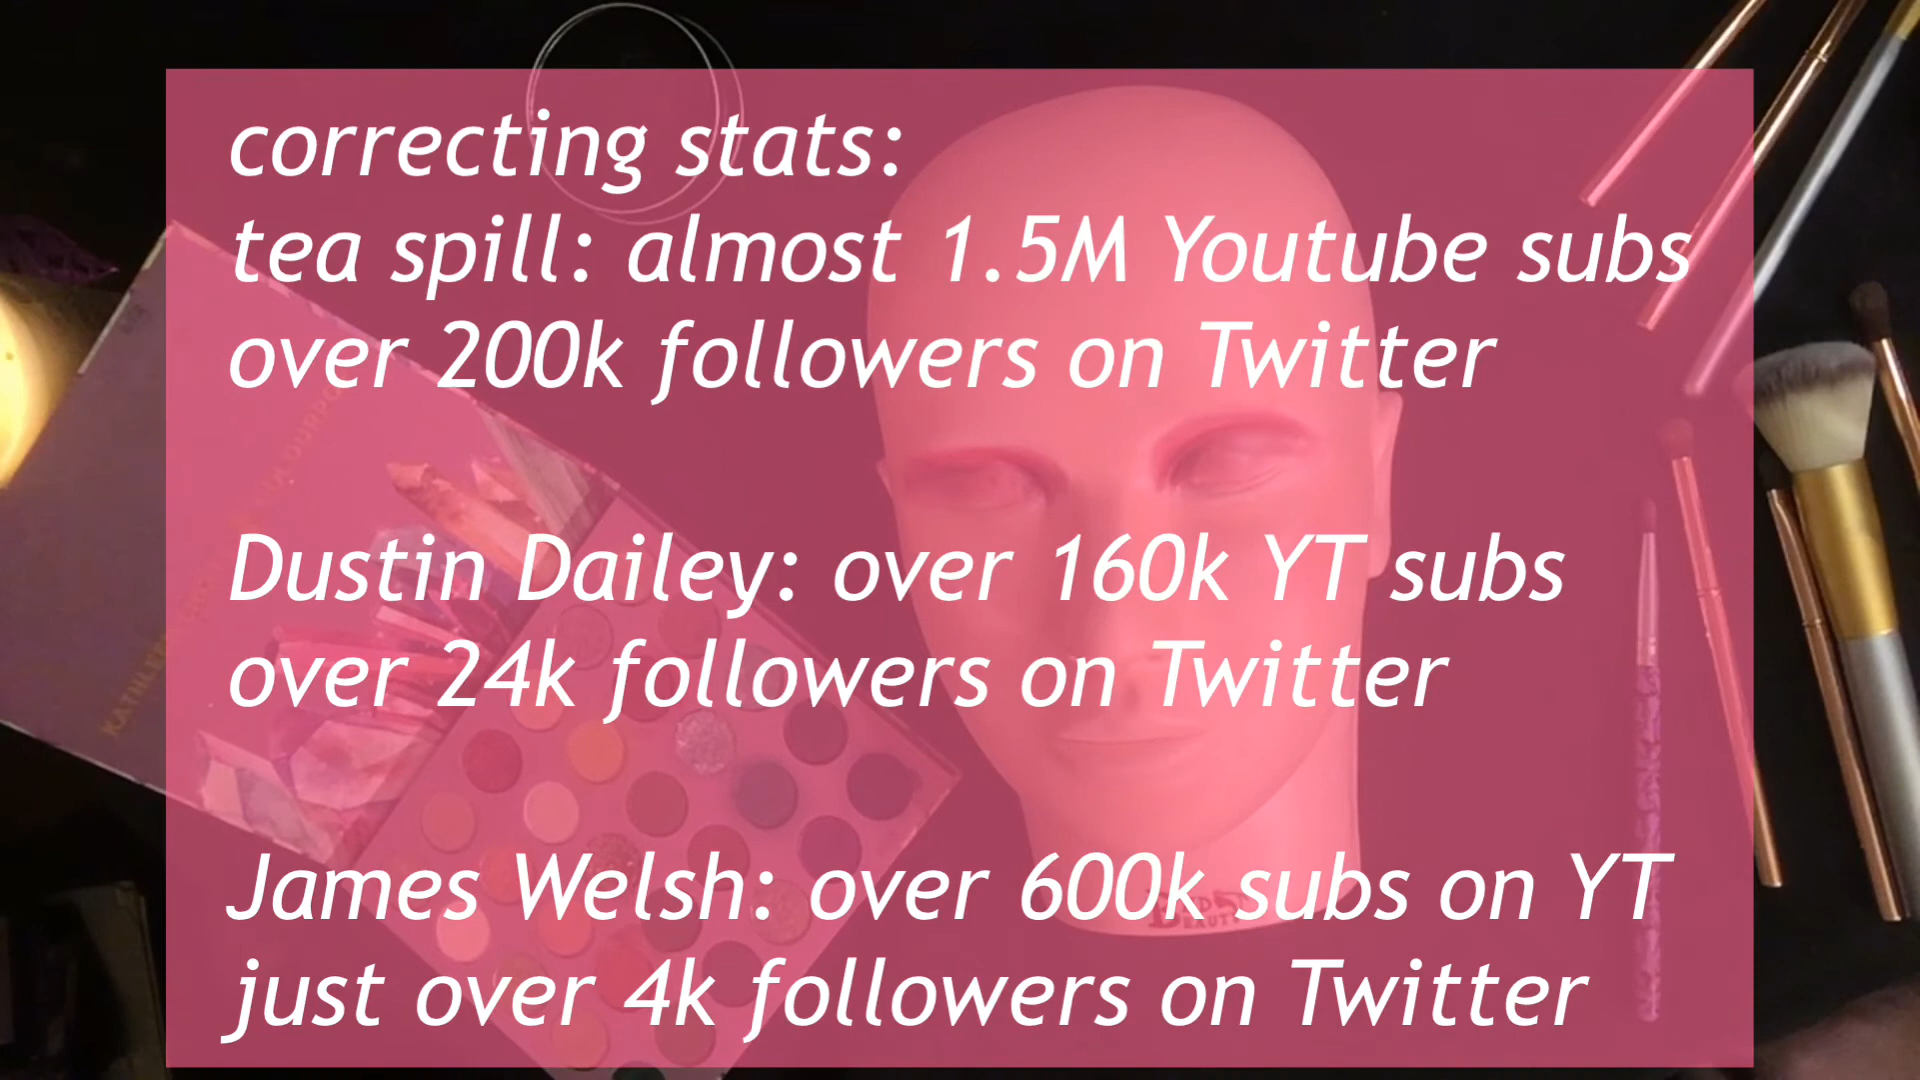 correcting stats:
tea spill: almost 1.5M Youtube subs
over 200k followers on Twitter
Dustin Dailey: over 160k YT subs
over 24k followers on Twitter
James Welsh: over 600k subs on YT
just over 4k followers on Twitter
BEAUTY